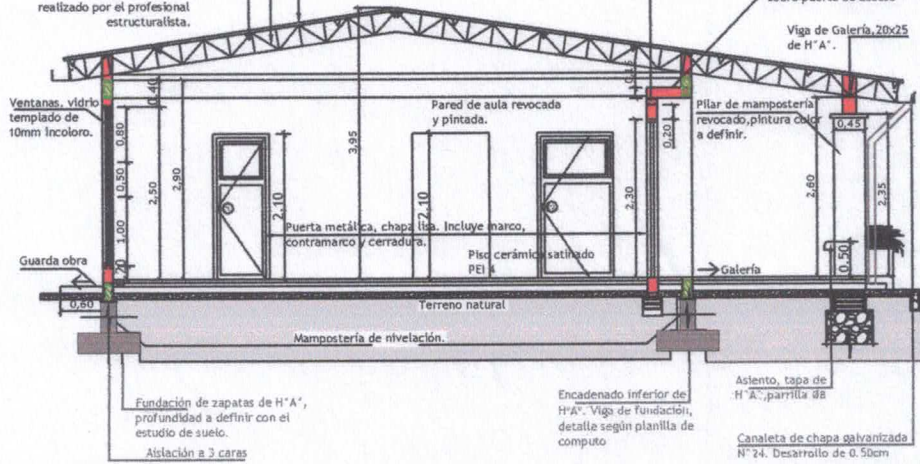 realizado por el profesional
estructuralista.
Viga de Galería, 20x25
de H°A°.
Ventanas, vidrio
templado de
10mm incoloro.
Pared de aula revocada
y pintada.
Pilar de mampostería
revocado, pintura color
a definir.
0,40
0,80
0,50
1,00
2,50
2,90
3,95
2,10
2,10
2,20
0,20
0,45
2,60
2,35
0,50
Puerta metálica, chapa lisa. Incluye marco,
contramarco y cerradura.
Piso cerámico satinado
PEI 4
Guarda obra
Galería
0,60
Terreno natural
Mampostería de nivelación.
Fundación de zapatas de H°A°,
profundidad a definir con el
estudio de suelo.
Aislación a 3 caras
Encadenado inferior de
H°A°. Viga de fundación,
detalle según planilla de
computo
Asiento, tapa de
H°A°, parrilla Ø8
Canaleta de chapa galvanizada
N°24. Desarrollo de 0.50cm